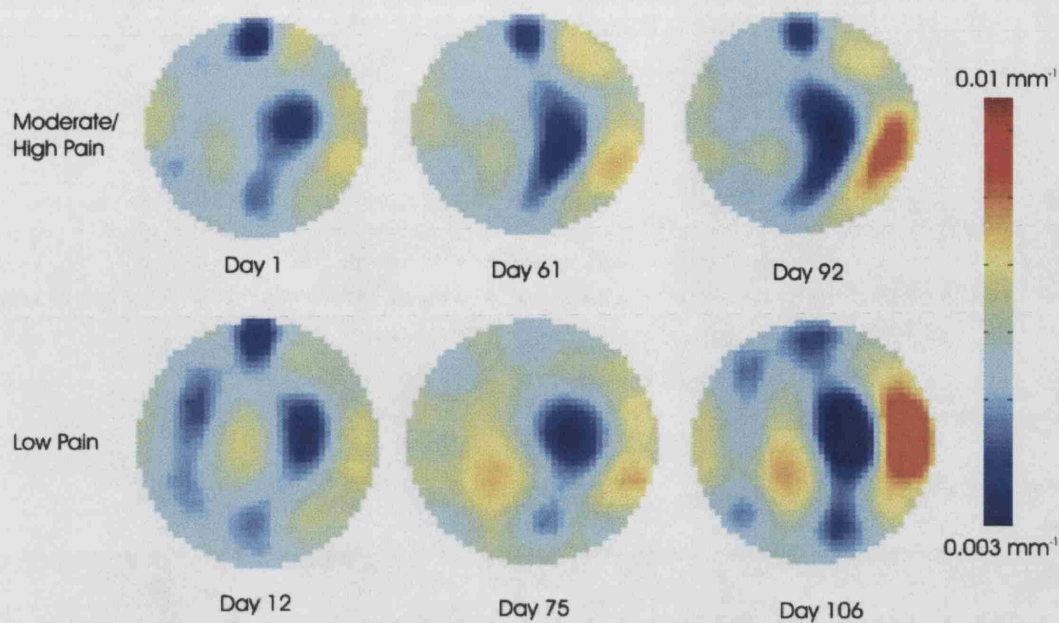 0.01 mm⁻¹
Moderate/
High Pain
Day 1
Day 61
Day 92
Low Pain
0.003 mm⁻¹
Day 12
Day 75
Day 106